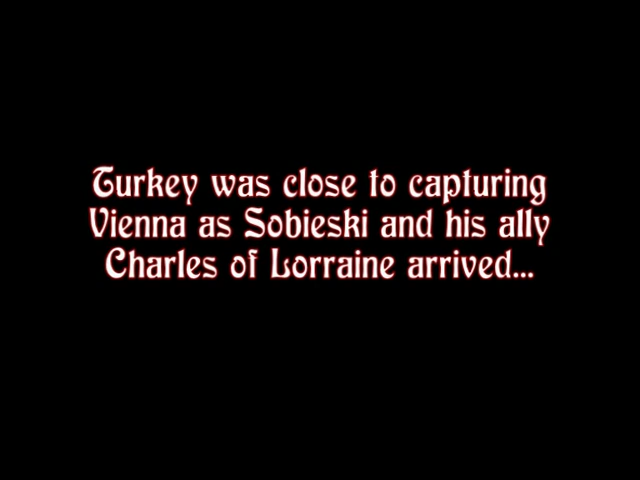 Turkey was close to capturing
Vienna as Sobieski and his ally
Charles of Lorraine arrived...